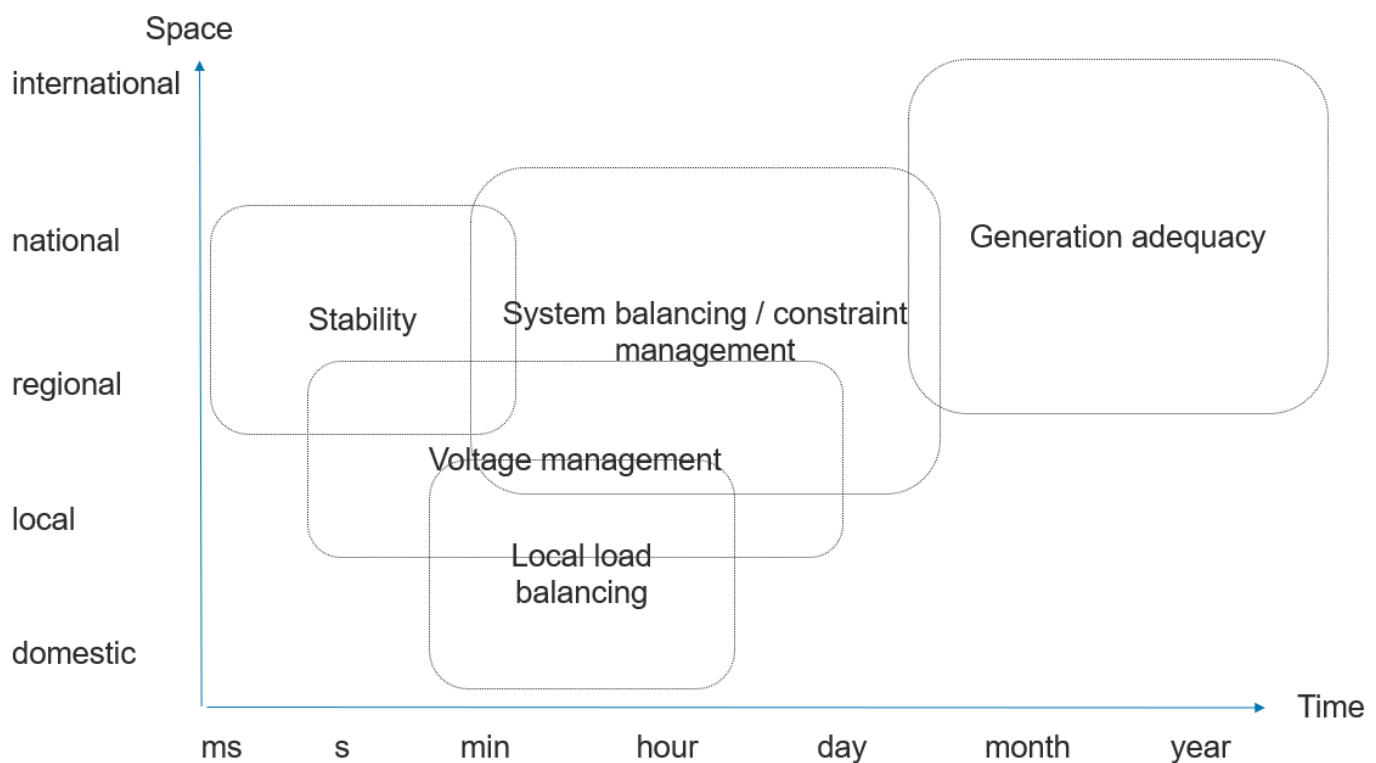 Space
international
national
Generation adequacy
Stability
System balancing / constraint
management
regional
Voltage management
local
Local load
balancing
domestic
Time
ms
s
min
hour
day
month
year